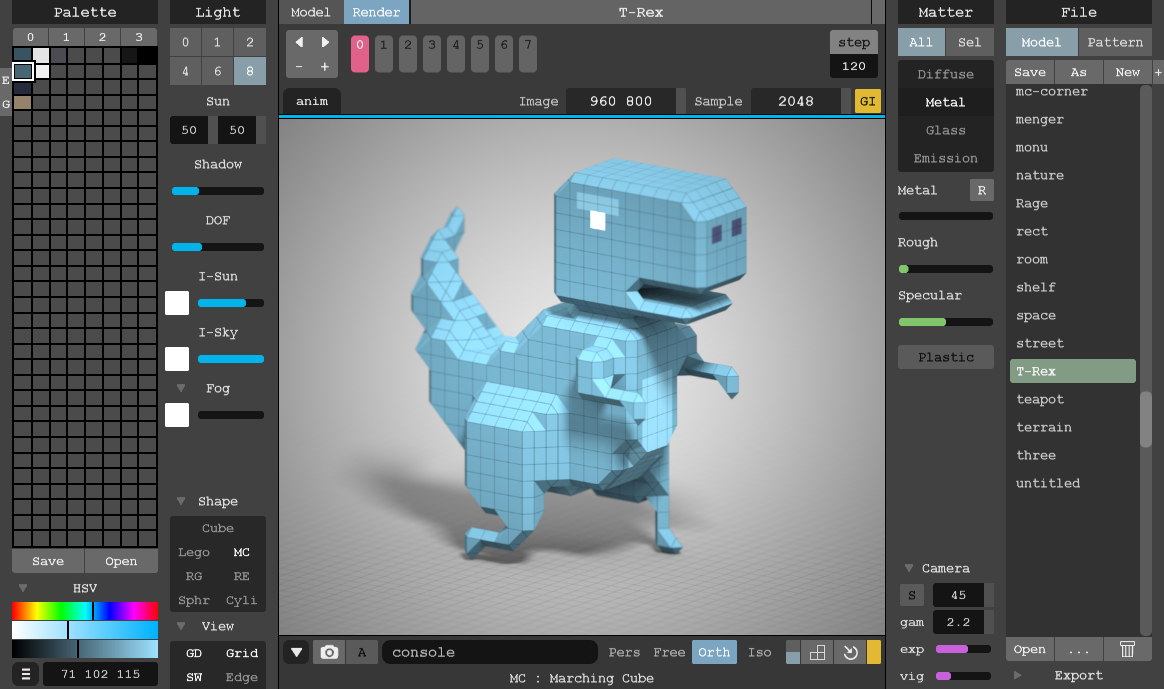 Palette
0 1 2 3
E
G
Save Open
HSV
71 102 115
Light
0 1 2
4 6 8
Sun
50 50
Shadow
DOF
I-Sun
I-Sky
Fog
Shape
Cube
Lego MC
RG RE
Sphr Cyli
View
GD Grid
SW Edge
Model Render T-Rex
0 1 2 3 4 5 6 7
- +
step
120
anim Image 960 800 Sample 2048 GI
A console Pers Free Orth Iso
MC : Marching Cube
Matter
All Sel
Diffuse
Metal
Glass
Emission
Metal R
Rough
Specular
Plastic
Camera
S 45
gam 2.2
exp
vig
File
Model Pattern
Save As New +
mc-corner
menger
monu
nature
Rage
rect
room
shelf
space
street
T-Rex
teapot
terrain
three
untitled
Open ...
Export